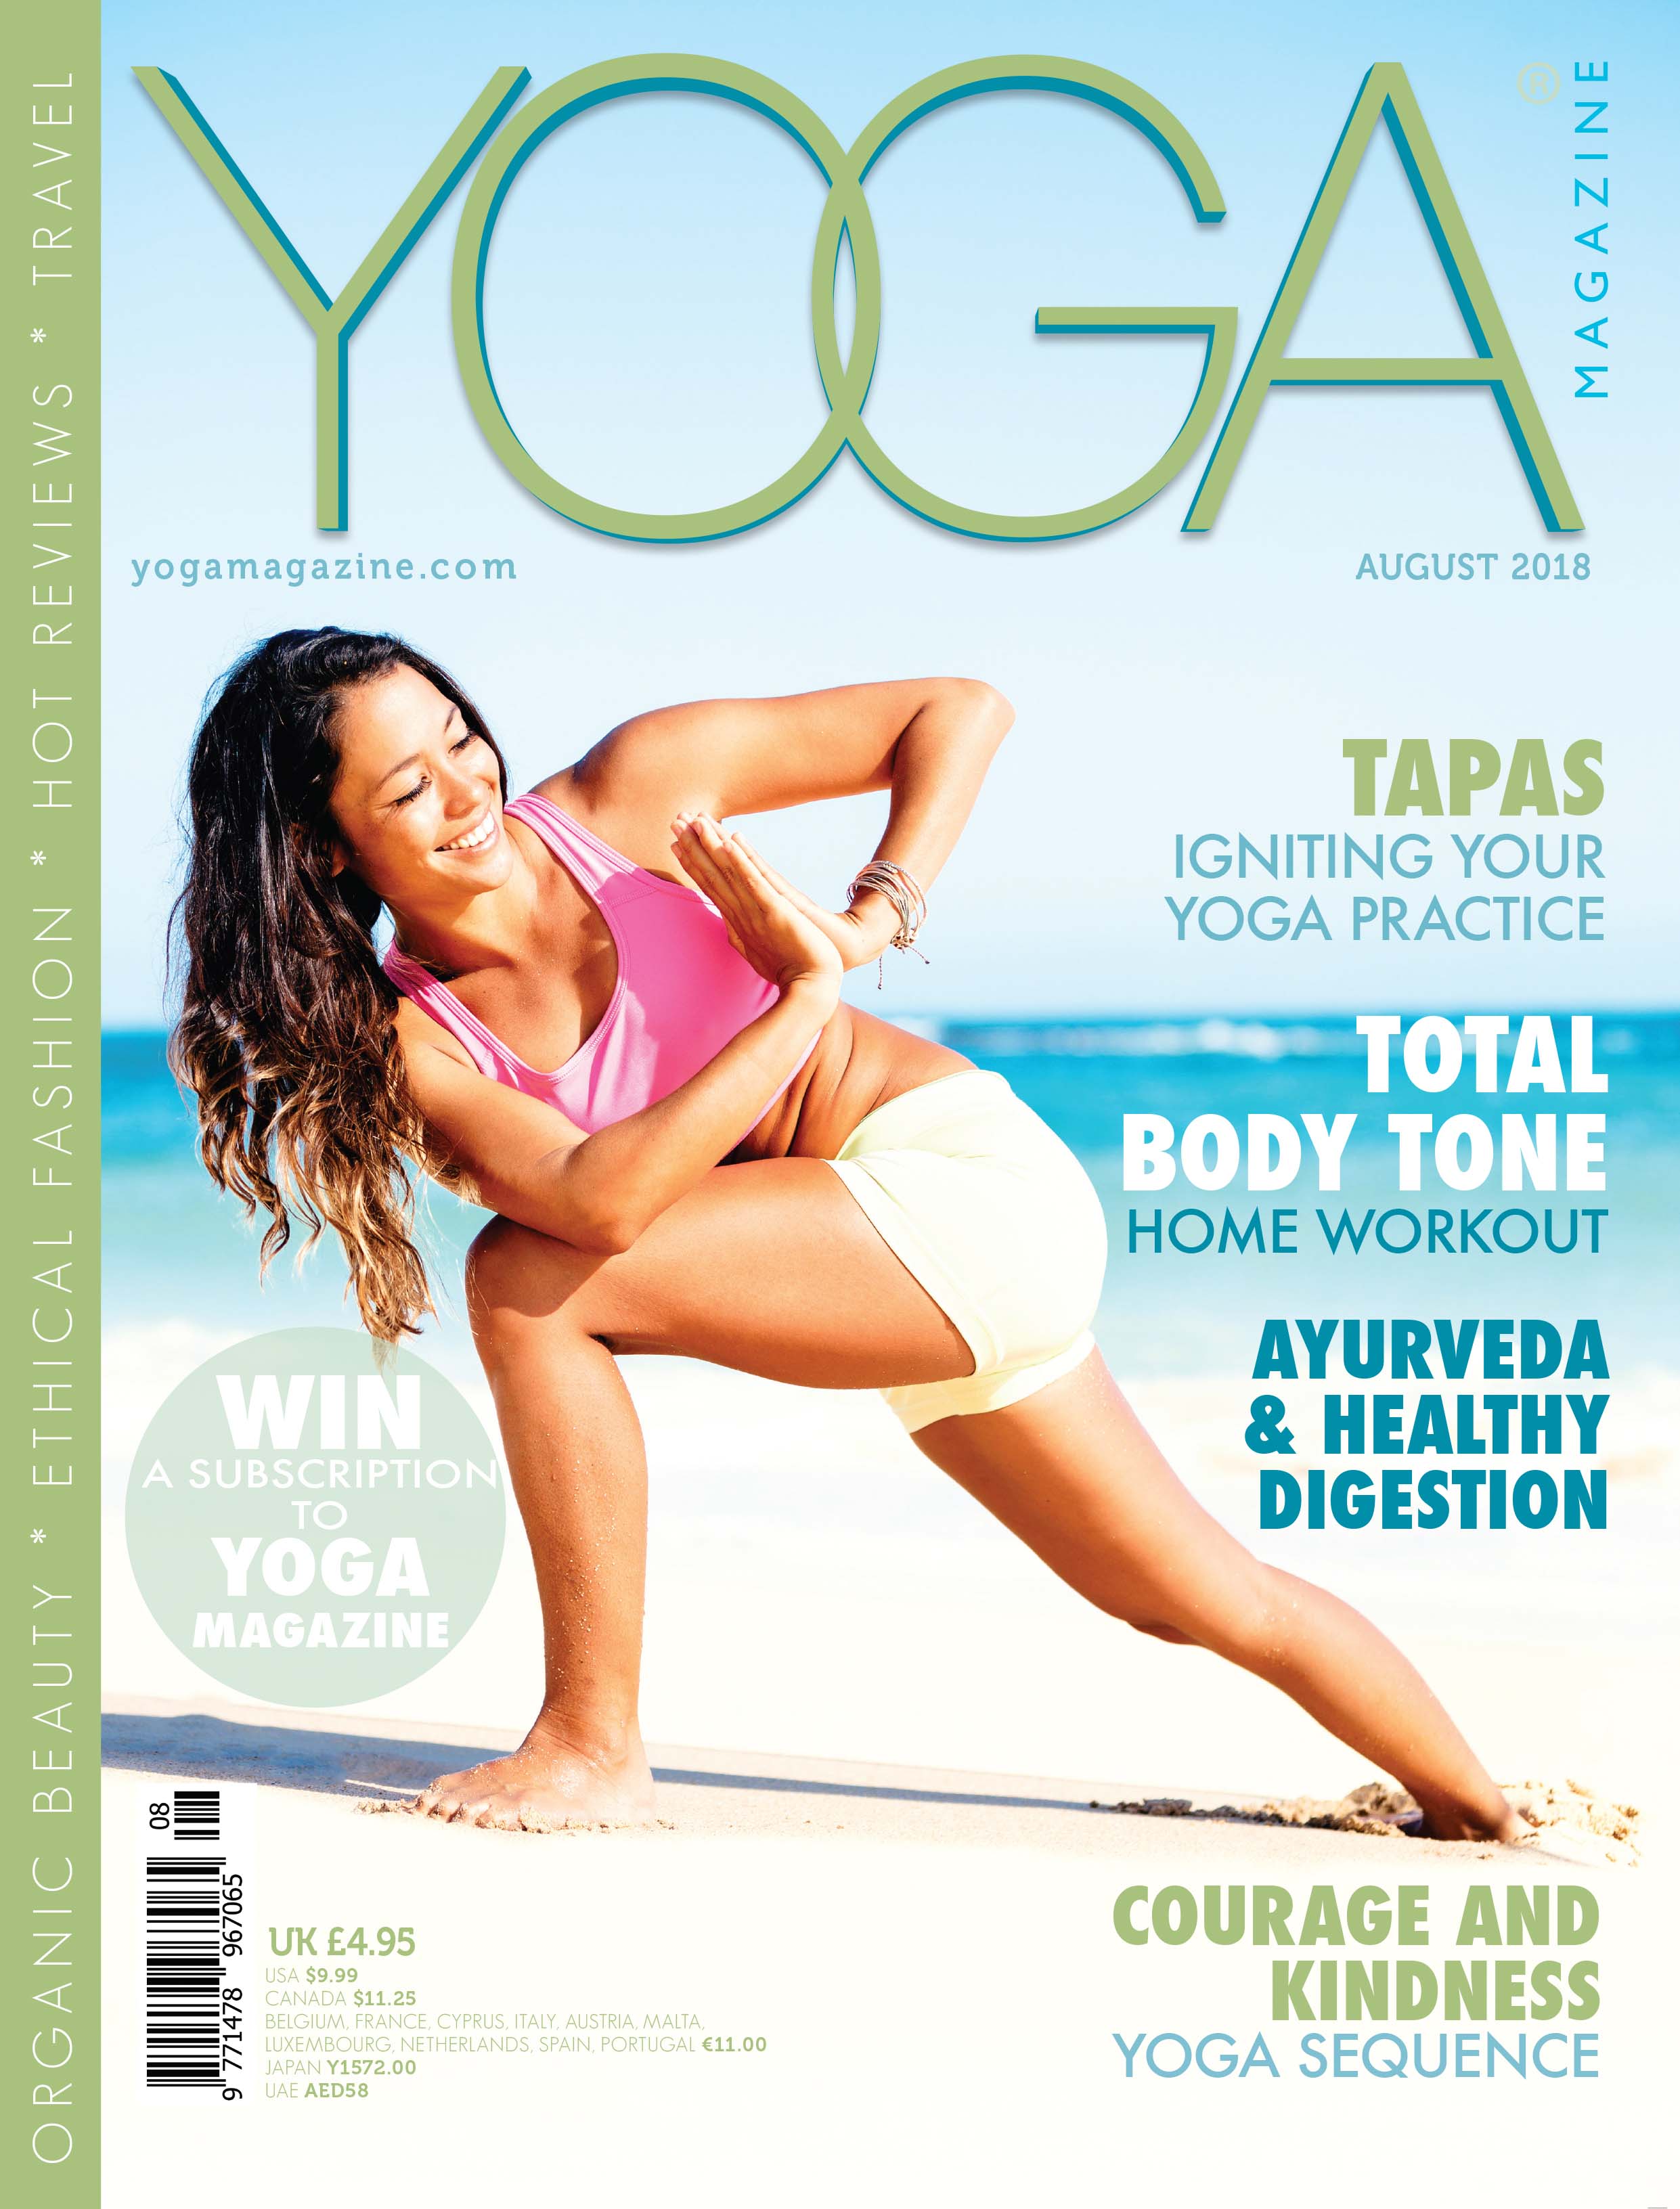 YOGA
®
MAGAZINE
yogamagazine.com
AUGUST 2018
ORGANIC BEAUTY * ETHICAL FASHION * HOT REVIEWS * TRAVEL
TAPAS
IGNITING YOUR
YOGA PRACTICE
TOTAL
BODY TONE
HOME WORKOUT
AYURVEDA
& HEALTHY
DIGESTION
WIN
A SUBSCRIPTION
TO
YOGA
MAGAZINE
08
9 771478 967065
UK £4.95
USA $9.99
CANADA $11.25
BELGIUM, FRANCE, CYPRUS, ITALY, AUSTRIA, MALTA,
LUXEMBOURG, NETHERLANDS, SPAIN, PORTUGAL €11.00
JAPAN Y1572.00
UAE AED58
COURAGE AND
KINDNESS
YOGA SEQUENCE